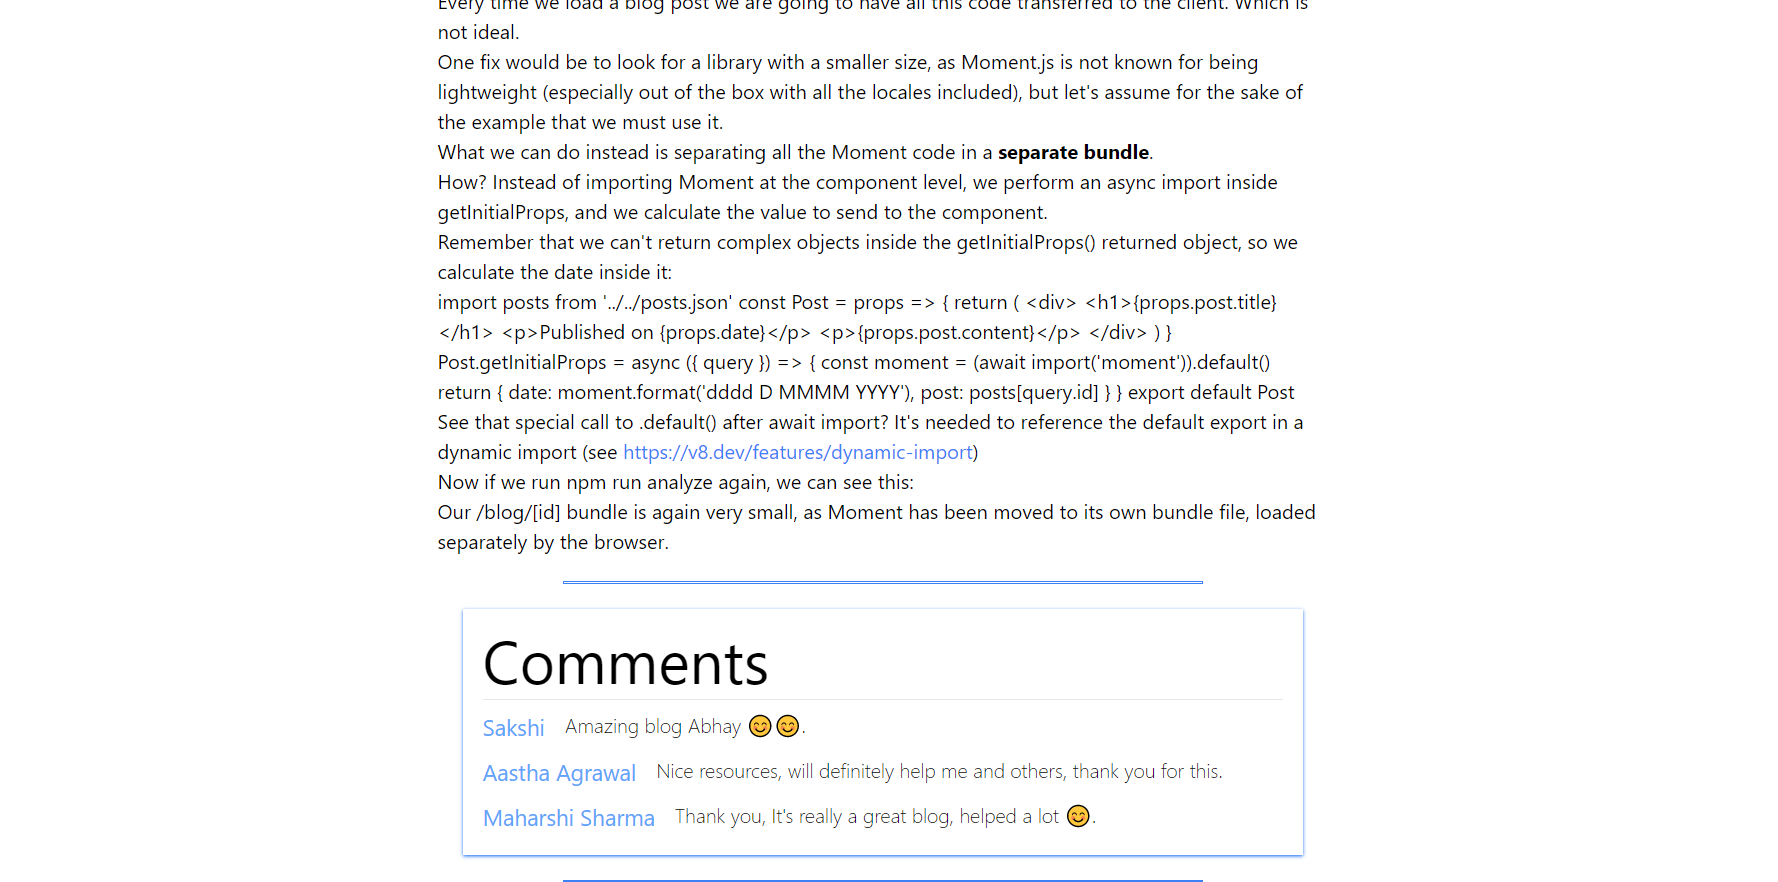 Every time we load a blog post we are going to have all this code transferred to the client. Which is
not ideal.
One fix would be to look for a library with a smaller size, as Moment.js is not known for being
lightweight (especially out of the box with all the locales included), but let's assume for the sake of
the example that we must use it.
What we can do instead is separating all the Moment code in a separate bundle.
How? Instead of importing Moment at the component level, we perform an async import inside
getInitialProps, and we calculate the value to send to the component.
Remember that we can't return complex objects inside the getInitialProps() returned object, so we
calculate the date inside it:
import posts from '../../posts.json' const Post = props => { return ( <div> <h1>{props.post.title}
</h1> <p>Published on {props.date}</p> <p>{props.post.content}</p> </div> ) }
Post.getInitialProps = async ({ query }) => { const moment = (await import('moment')).default()
return { date: moment.format('dddd D MMMM YYYY'), post: posts[query.id] } } export default Post
See that special call to .default() after await import? It's needed to reference the default export in a
dynamic import (see https://v8.dev/features/dynamic-import)
Now if we run npm run analyze again, we can see this:
Our /blog/[id] bundle is again very small, as Moment has been moved to its own bundle file, loaded
separately by the browser.
Comments
Sakshi Amazing blog Abhay 😊😊.
Aastha Agrawal Nice resources, will definitely help me and others, thank you for this.
Maharshi Sharma Thank you, It's really a great blog, helped a lot 😊.